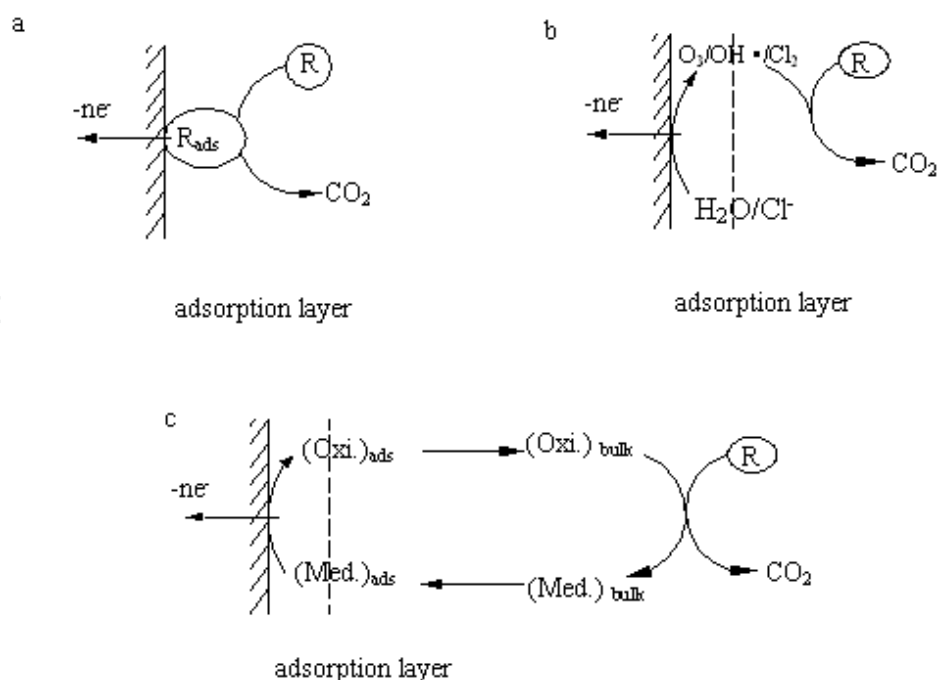 a
R
-ne-
Rads
CO2
adsorption layer
b
O2/OH •/Cl2
R
-ne-
CO2
H2O/Cl-
adsorption layer
c
(Oxi.)ads
(Oxi.) bulk
R
-ne-
(Med.)ads
(Med.) bulk
CO2
adsorption layer